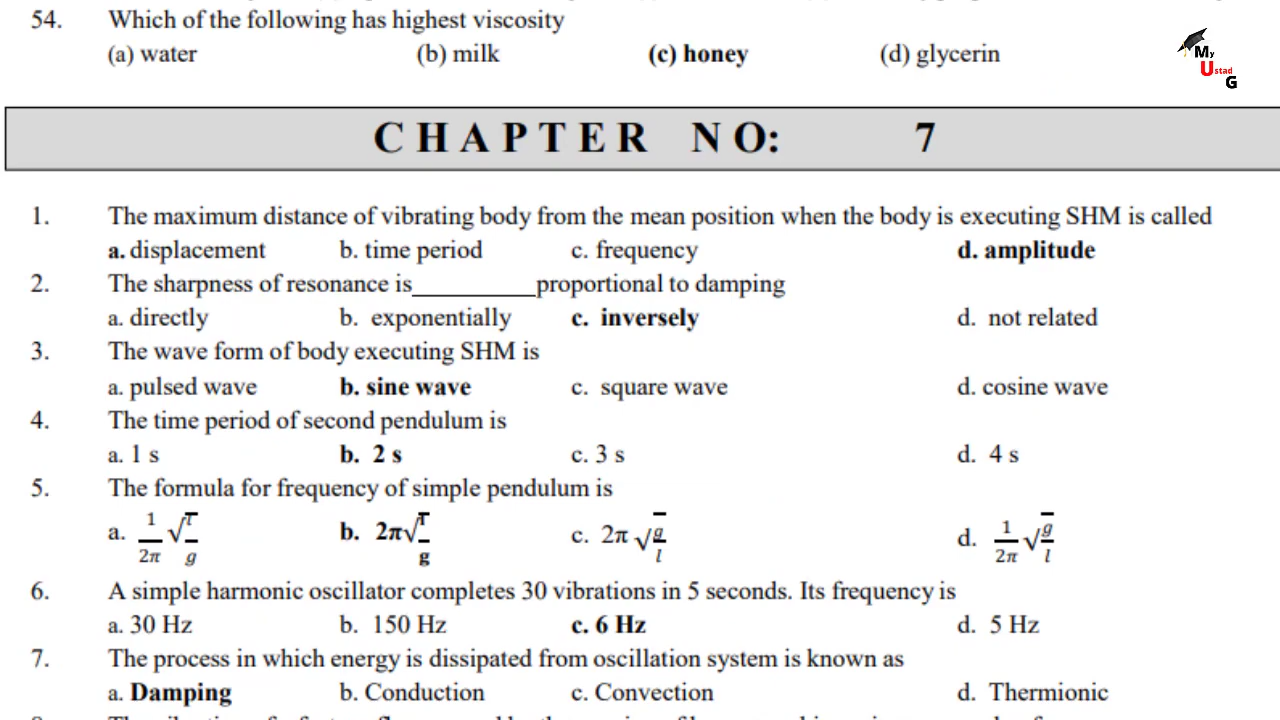 54. Which of the following has highest viscosity
(a) water (b) milk (c) honey (d) glycerin
My
Ustad
G
CHAPTER NO: 7
1. The maximum distance of vibrating body from the mean position when the body is executing SHM is called
a. displacement b. time period c. frequency d. amplitude
2. The sharpness of resonance is__________proportional to damping
a. directly b. exponentially c. inversely d. not related
3. The wave form of body executing SHM is
a. pulsed wave b. sine wave c. square wave d. cosine wave
4. The time period of second pendulum is
a. 1 s b. 2 s c. 3 s d. 4 s
5. The formula for frequency of simple pendulum is
a. 1/2π √l/g b. 2π√l/g c. 2π √g/l d. 1/2π √g/l
6. A simple harmonic oscillator completes 30 vibrations in 5 seconds. Its frequency is
a. 30 Hz b. 150 Hz c. 6 Hz d. 5 Hz
7. The process in which energy is dissipated from oscillation system is known as
a. Damping b. Conduction c. Convection d. Thermionic